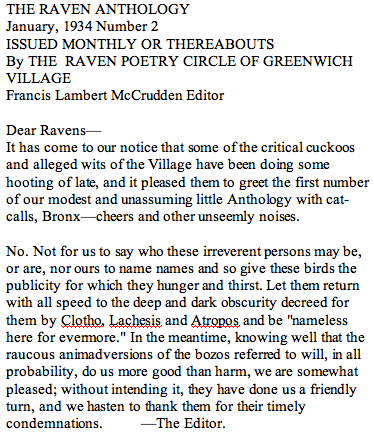 THE RAVEN ANTHOLOGY
January, 1934 Number 2
ISSUED MONTHLY OR THEREABOUTS
By THE  RAVEN POETRY CIRCLE OF GREENWICH
VILLAGE
Francis Lambert McCrudden Editor
Dear Ravens—
It has come to our notice that some of the critical cuckoos
and alleged wits of the Village have been doing some
hooting of late, and it pleased them to greet the first number
of our modest and unassuming little Anthology with cat-
calls, Bronx—cheers and other unseemly noises.
No. Not for us to say who these irreverent persons may be,
or are, nor ours to name names and so give these birds the
publicity for which they hunger and thirst. Let them return
with all speed to the deep and dark obscurity decreed for
them by Clotho, Lachesis and Atropos and be "nameless
here for evermore." In the meantime, knowing well that the
raucous animadversions of the bozos referred to will, in all
probability, do us more good than harm, we are somewhat
pleased; without intending it, they have done us a friendly
turn, and we hasten to thank them for their timely
condemnations.          —The Editor.